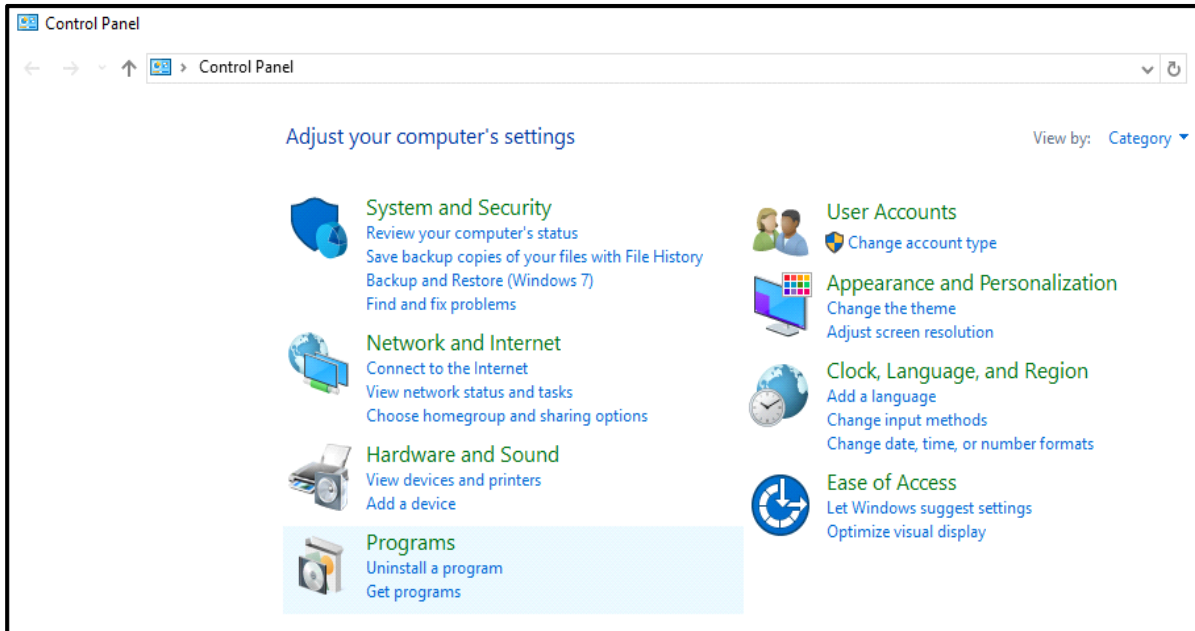 Control Panel
Control Panel
Adjust your computer's settings
View by: Category
System and Security
Review your computer's status
Save backup copies of your files with File History
Backup and Restore (Windows 7)
Find and fix problems
Network and Internet
Connect to the Internet
View network status and tasks
Choose homegroup and sharing options
Hardware and Sound
View devices and printers
Add a device
Programs
Uninstall a program
Get programs
User Accounts
Change account type
Appearance and Personalization
Change the theme
Adjust screen resolution
Clock, Language, and Region
Add a language
Change input methods
Change date, time, or number formats
Ease of Access
Let Windows suggest settings
Optimize visual display